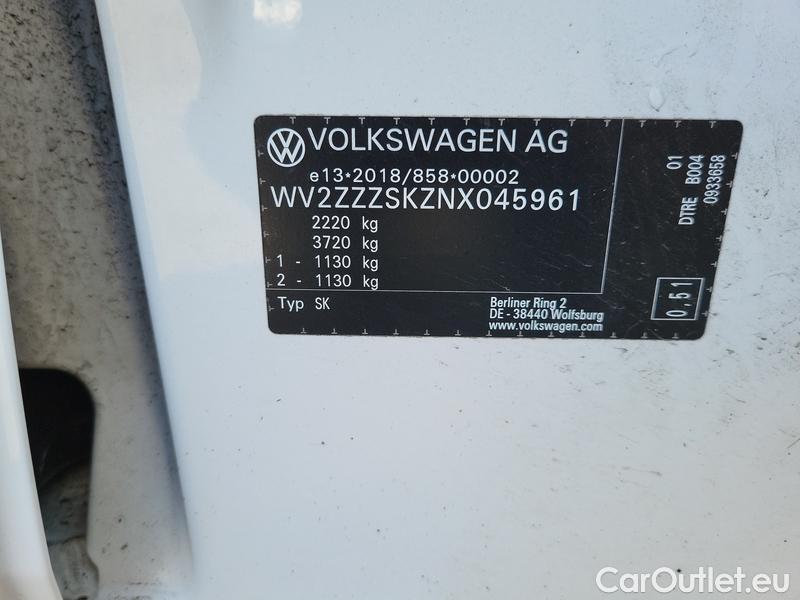 VOLKSWAGEN AG
e13*2018/858*00002
WV2ZZZSKZNX045961
2220 kg
3720 kg
1 - 1130 kg
2 - 1130 kg
Typ SK
Berliner Ring 2
DE - 38440 Wolfsburg
www.volkswagen.com
01
DTRE B004
0933658
0,51
CarOutlet.eu